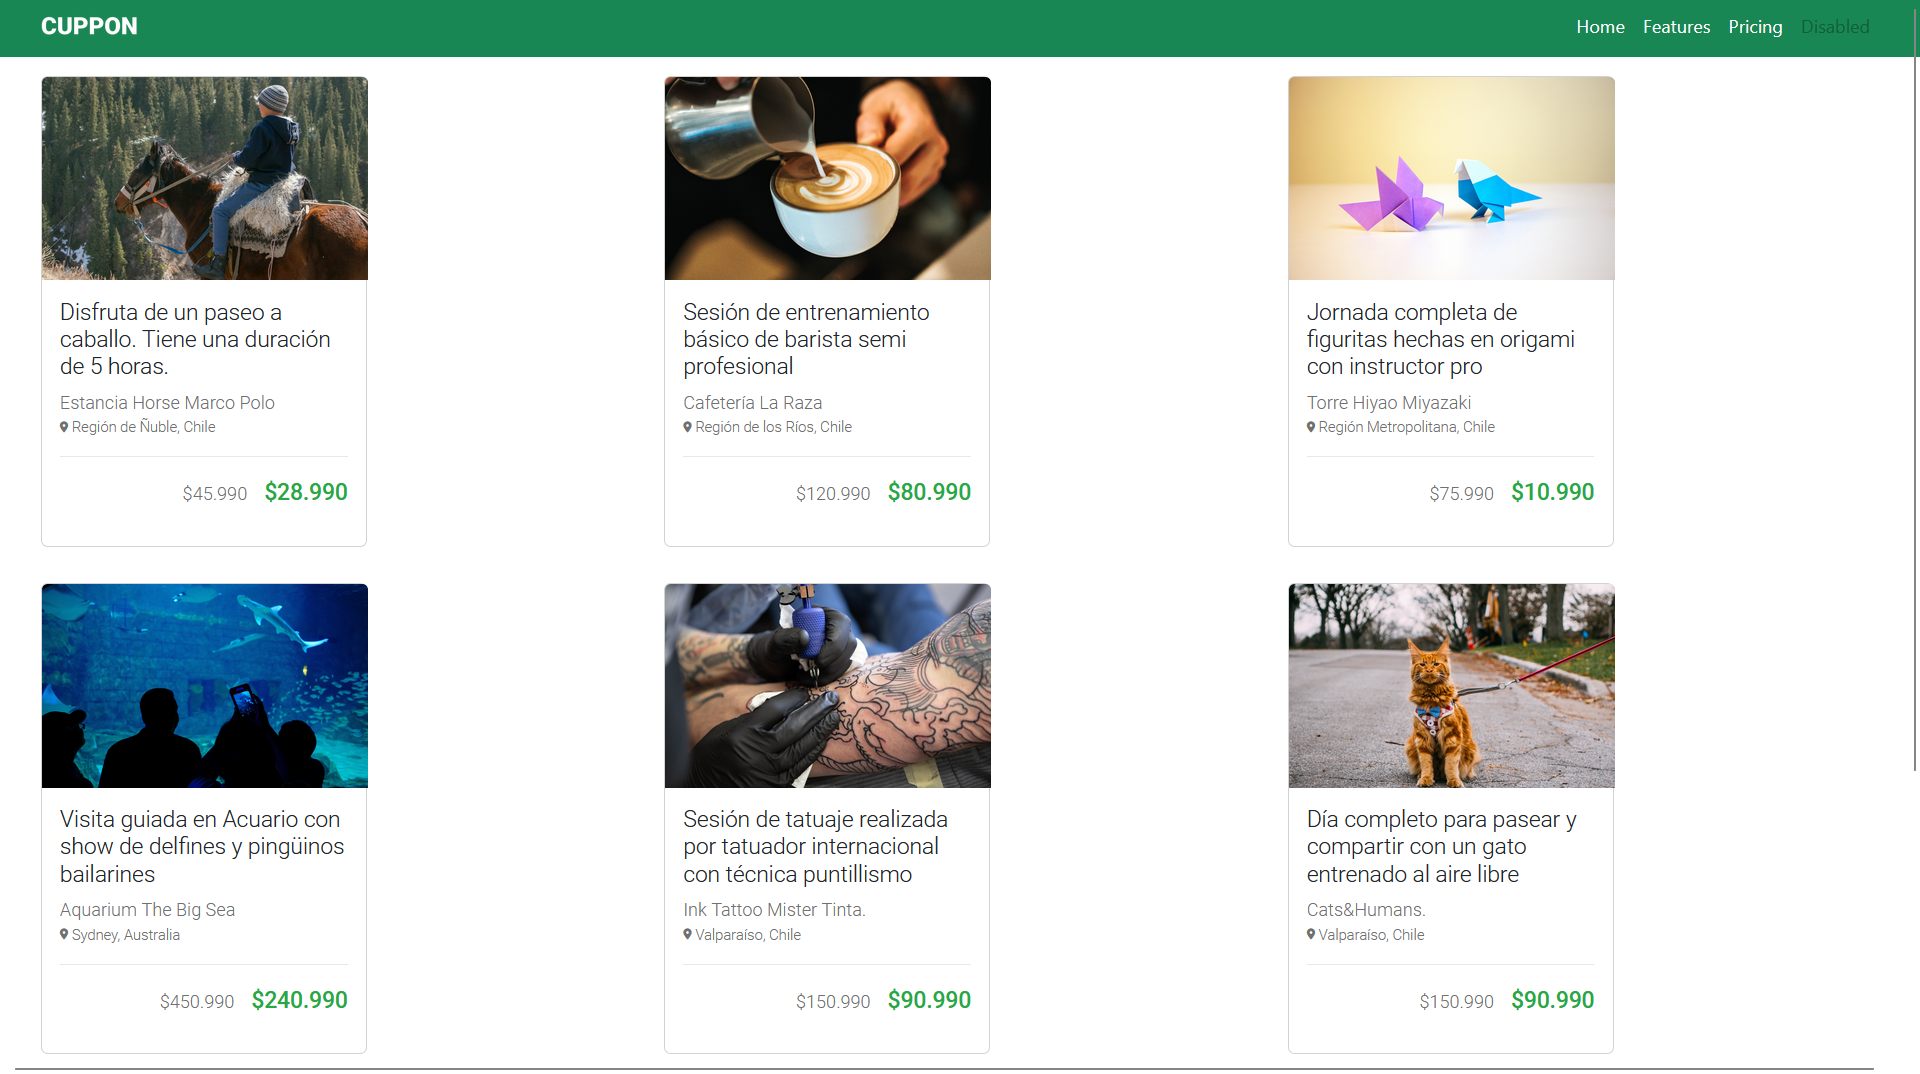 CUPPON
Home Features Pricing Disabled
Disfruta de un paseo a
caballo. Tiene una duración
de 5 horas.
Estancia Horse Marco Polo
Región de Ñuble, Chile
$45.990 $28.990
Sesión de entrenamiento
básico de barista semi
profesional
Cafetería La Raza
Región de los Ríos, Chile
$120.990 $80.990
Jornada completa de
figuritas hechas en origami
con instructor pro
Torre Hiyao Miyazaki
Región Metropolitana, Chile
$75.990 $10.990
Visita guiada en Acuario con
show de delfines y pingüinos
bailarines
Aquarium The Big Sea
Sydney, Australia
$450.990 $240.990
Sesión de tatuaje realizada
por tatuador internacional
con técnica puntillismo
Ink Tattoo Mister Tinta.
Valparaíso, Chile
$150.990 $90.990
Día completo para pasear y
compartir con un gato
entrenado al aire libre
Cats&Humans.
Valparaíso, Chile
$150.990 $90.990